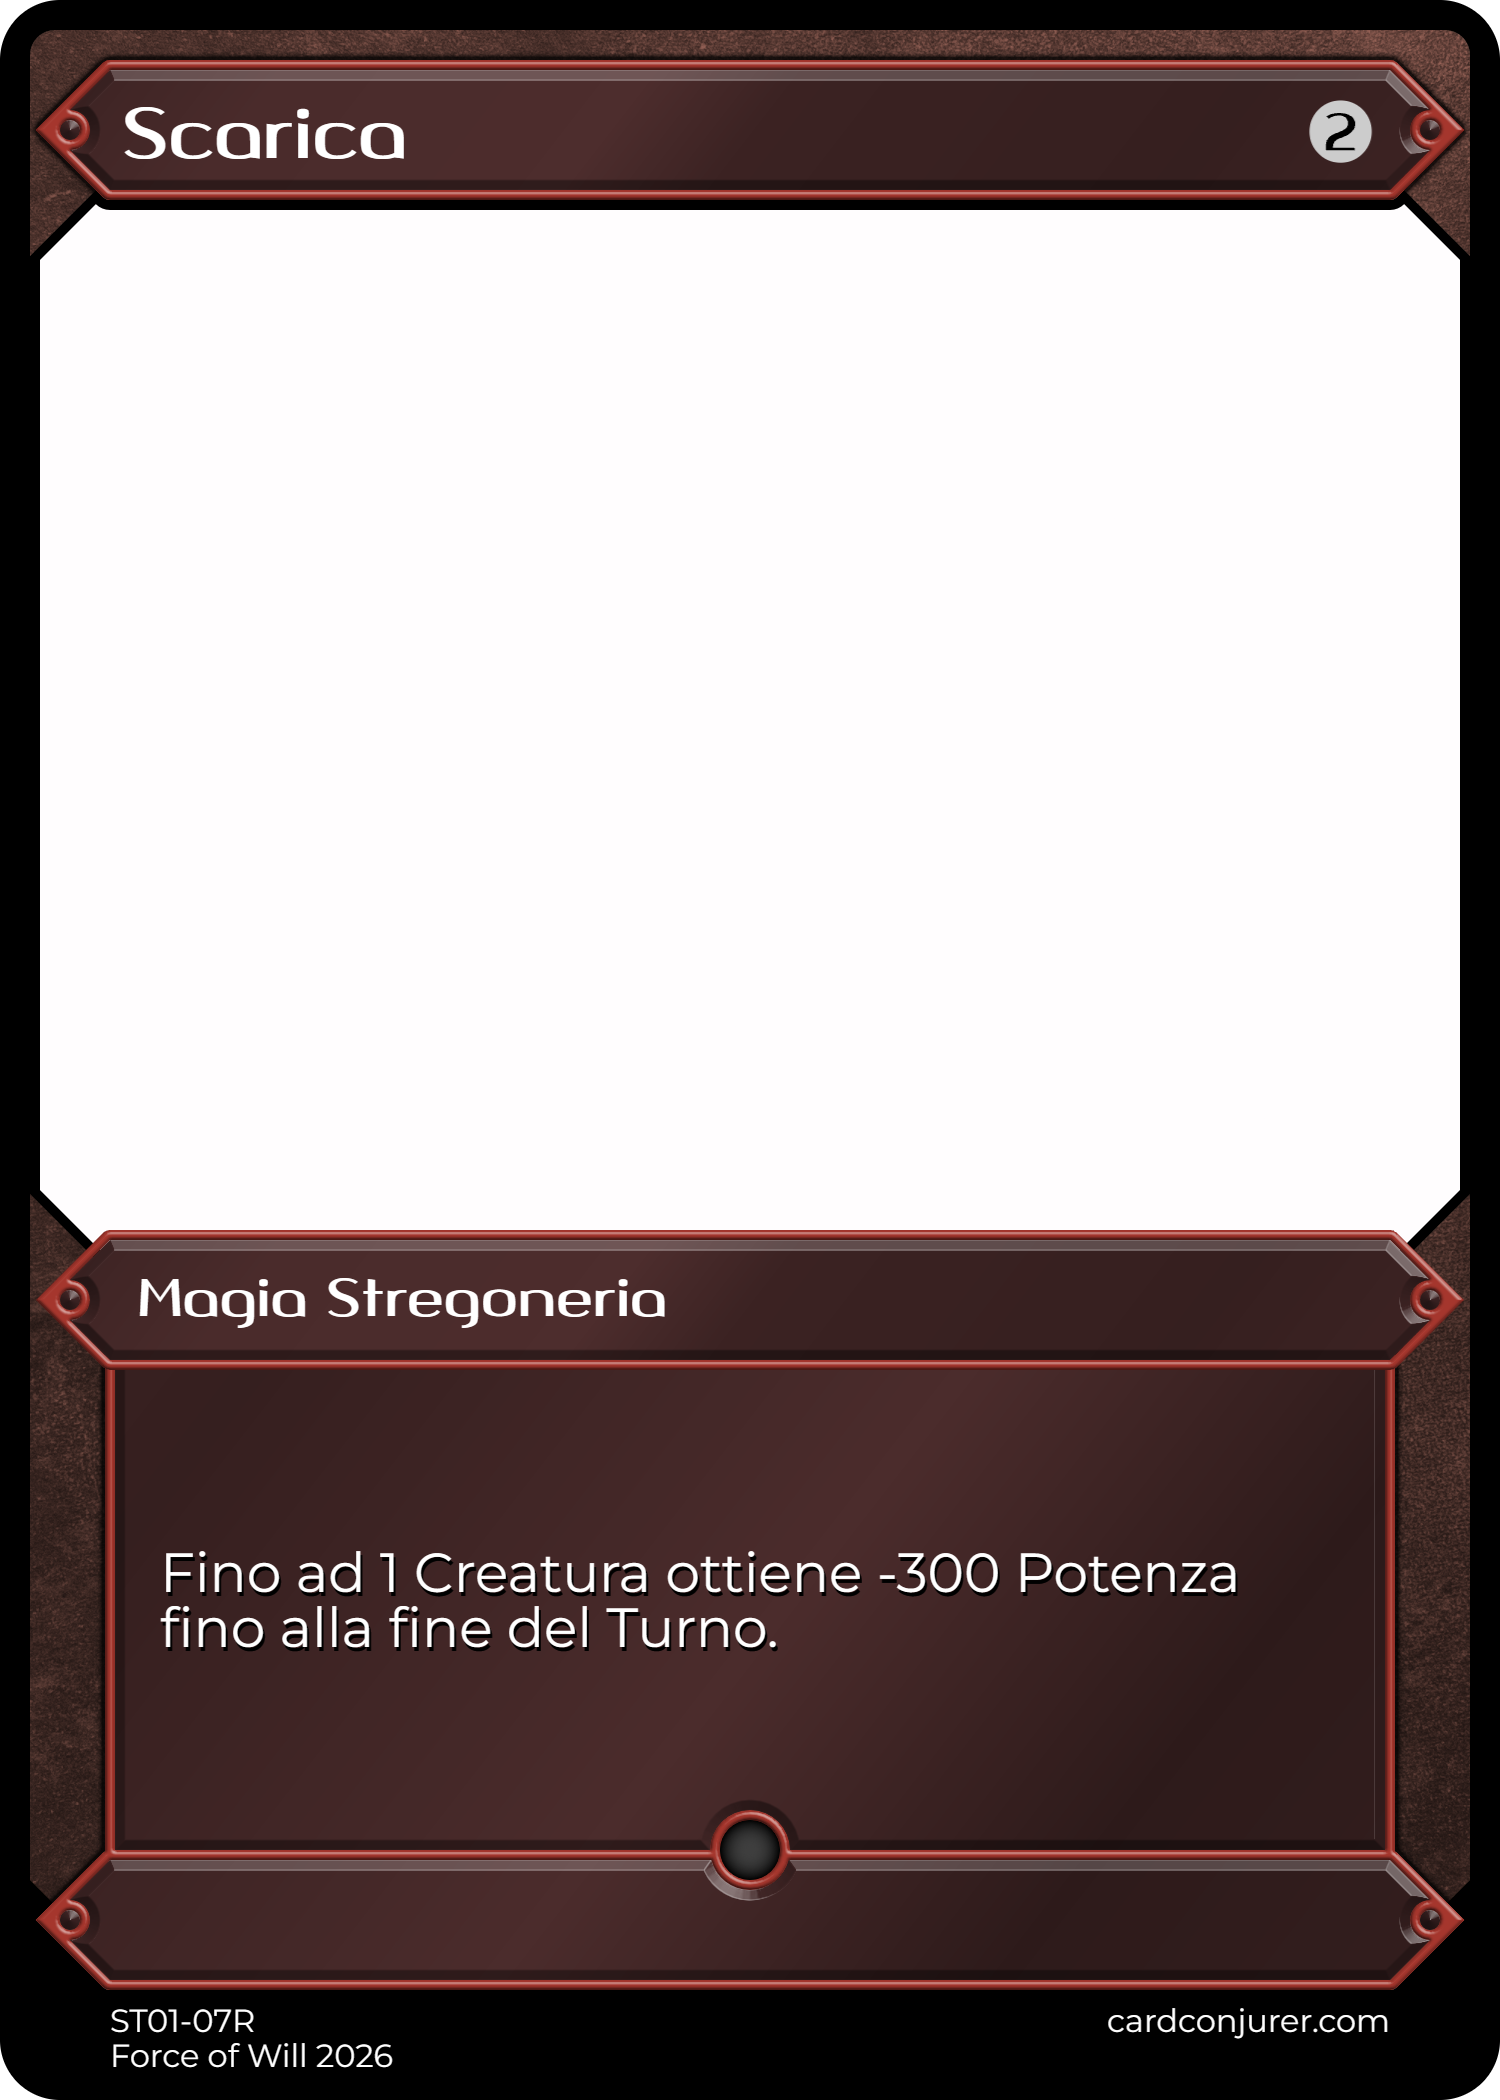 Scarica
2
Magia Stregoneria
Fino ad 1 Creatura ottiene -300 Potenza
fino alla fine del Turno.
ST01-07R
cardconjurer.com
Force of Will 2026